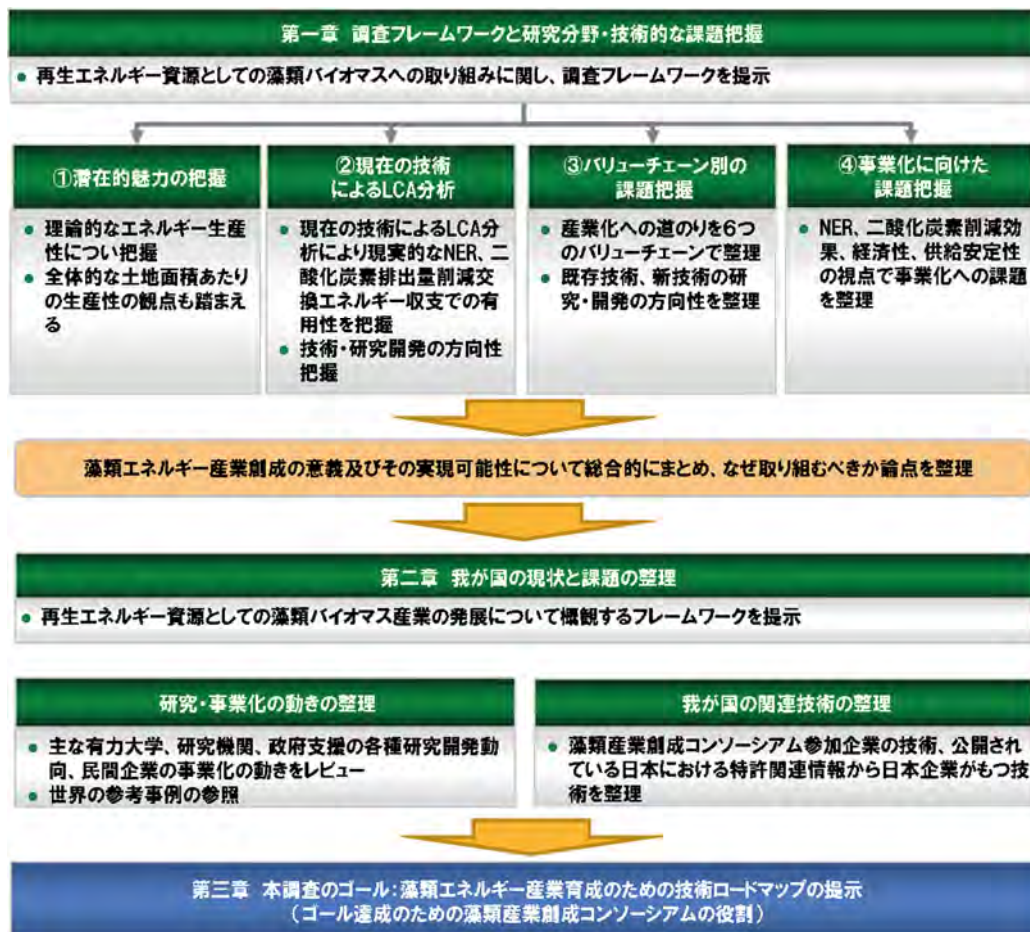 第一章 調査フレームワークと研究分野・技術的な課題把握
● 再生エネルギー資源としての藻類バイオマスへの取り組みに関し、調査フレームワークを提示
①潜在的魅力の把握
● 理論的なエネルギー生産
性につい把握
● 全体的な土地面積あたり
の生産性の観点も踏まえ
る
②現在の技術
によるLCA分析
● 現在の技術によるLCA分
析により現実的なNER、二
酸化炭素排出量削減交
換エネルギー収支での有
用性を把握
● 技術・研究開発の方向性
把握
③バリューチェーン別の
課題把握
● 産業化への道のりを6つ
のバリューチェーンで整理
● 既存技術、新技術の研
究・開発の方向性を整理
④事業化に向けた
課題把握
● NER、二酸化炭素削減効
果、経済性、供給安定性
の視点で事業化への課題
を整理
藻類エネルギー産業創成の意義及びその実現可能性について総合的にまとめ、なぜ取り組むべきか論点を整理
第二章 我が国の現状と課題の整理
● 再生エネルギー資源としての藻類バイオマス産業の発展について概観するフレームワークを提示
研究・事業化の動きの整理
● 主な有力大学、研究機関、政府支援の各種研究開発動
向、民間企業の事業化の動きをレビュー
● 世界の参考事例の参照
我が国の関連技術の整理
● 藻類産業創成コンソーシアム参加企業の技術、公開され
ている日本における特許関連情報から日本企業がもつ技
術を整理
第三章 本調査のゴール：藻類エネルギー産業育成のための技術ロードマップの提示
（ゴール達成のための藻類産業創成コンソーシアムの役割）